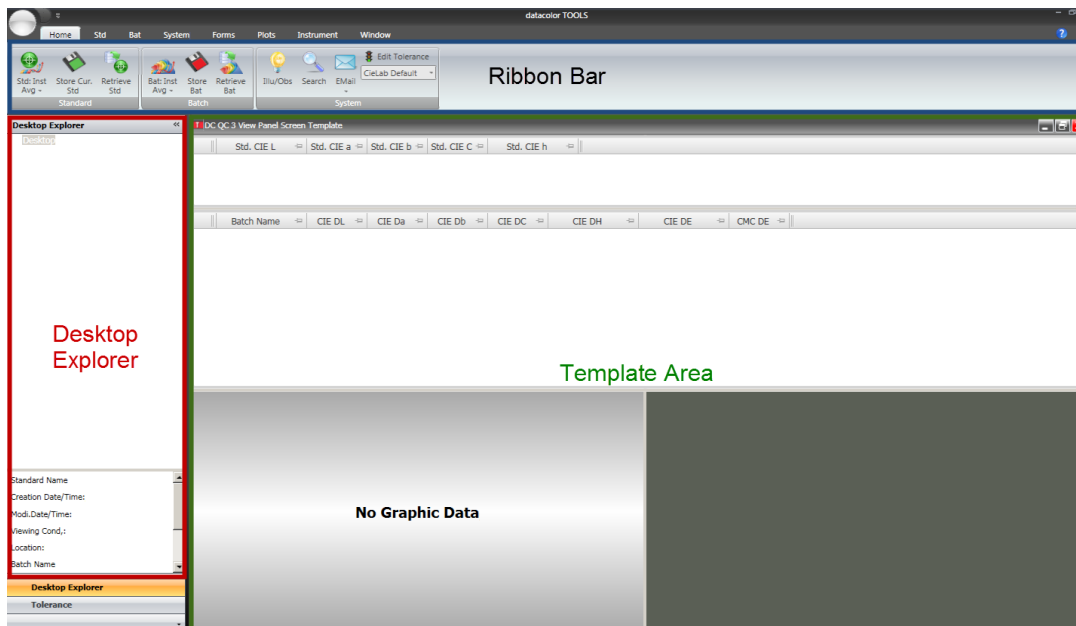 datacolor TOOLS
Home Std Bat System Forms Plots Instrument Window
Edit Tolerance
CieLab Default
Std: Inst Avg
Store Cur. Std
Retrieve Std
Bat: Inst Avg
Store Bat
Retrieve Bat
Illu/Obs
Search
EMail
Standard Batch System
Ribbon Bar
Desktop Explorer
DC QC 3 View Panel Screen Template
Std. CIE L Std. CIE a Std. CIE b Std. CIE C Std. CIE h
Batch Name CIE DL CIE Da CIE Db CIE DC CIE DH CIE DE CMC DE
Desktop
Explorer
Template Area
No Graphic Data
Standard Name
Creation Date/Time:
Modi.Date/Time:
Viewing Cond,:
Location:
Batch Name
Desktop Explorer
Tolerance